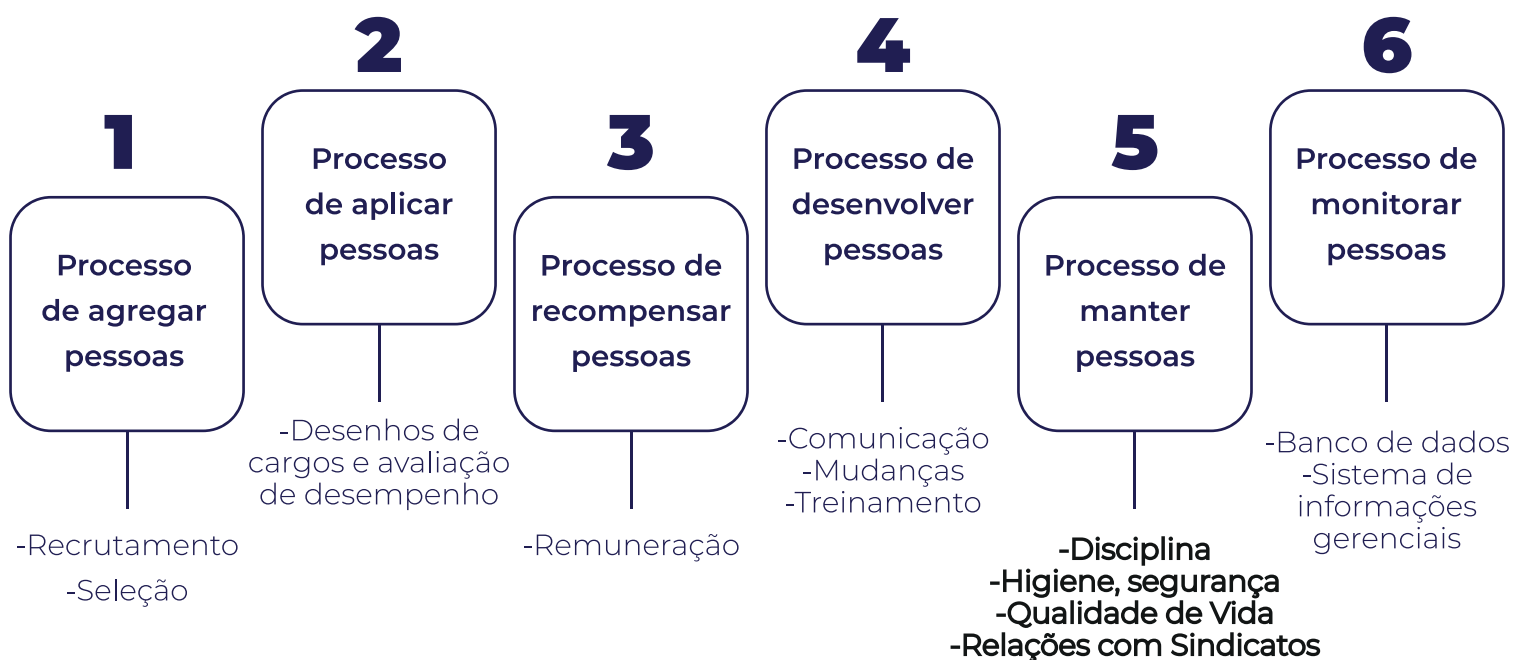 1
Processo
de agregar
pessoas
-Recrutamento
-Seleção
2
Processo
de aplicar
pessoas
-Desenhos de
cargos e avaliação
de desempenho
3
Processo de
recompensar
pessoas
-Remuneração
4
Processo de
desenvolver
pessoas
-Comunicação
-Mudanças
-Treinamento
5
Processo de
manter
pessoas
-Disciplina
-Higiene, segurança
-Qualidade de Vida
-Relações com Sindicatos
6
Processo de
monitorar
pessoas
-Banco de dados
-Sistema de
informações
gerenciais